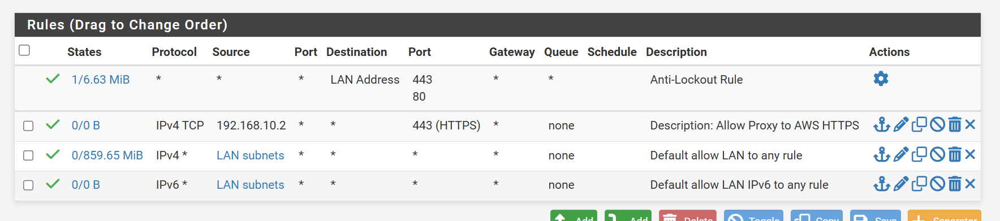 Rules (Drag to Change Order)
States Protocol Source Port Destination Port Gateway Queue Schedule Description Actions
1/6.63 MiB * * * LAN Address 443 * * Anti-Lockout Rule
80
0/0 B IPv4 TCP 192.168.10.2 * * 443 (HTTPS) * none Description: Allow Proxy to AWS HTTPS
0/859.65 MiB IPv4 * LAN subnets * * * * none Default allow LAN to any rule
0/0 B IPv6 * LAN subnets * * * * none Default allow LAN IPv6 to any rule
Add Add Delete Toggle Copy Save Separator